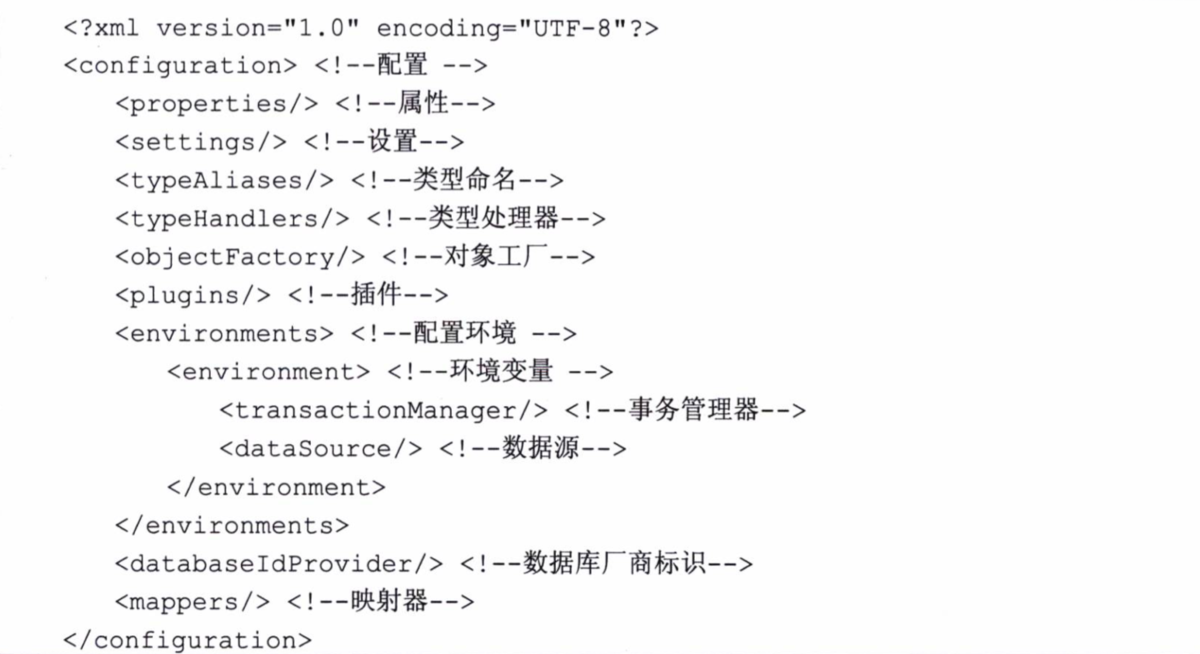 <?xml version="1.0" encoding="UTF-8"?>
<configuration> <!--配置 -->
<properties/> <!--属性-->
<settings/> <!--设置-->
<typeAliases/> <!--类型命名-->
<typeHandlers/> <!--类型处理器-->
<objectFactory/> <!--对象工厂-->
<plugins/> <!--插件-->
<environments> <!--配置环境 -->
<environment> <!--环境变量 -->
<transactionManager/> <!--事务管理器-->
<dataSource/> <!--数据源-->
</environment>
</environments>
<databaseIdProvider/> <!--数据库厂商标识-->
<mappers/> <!--映射器-->
</configuration>